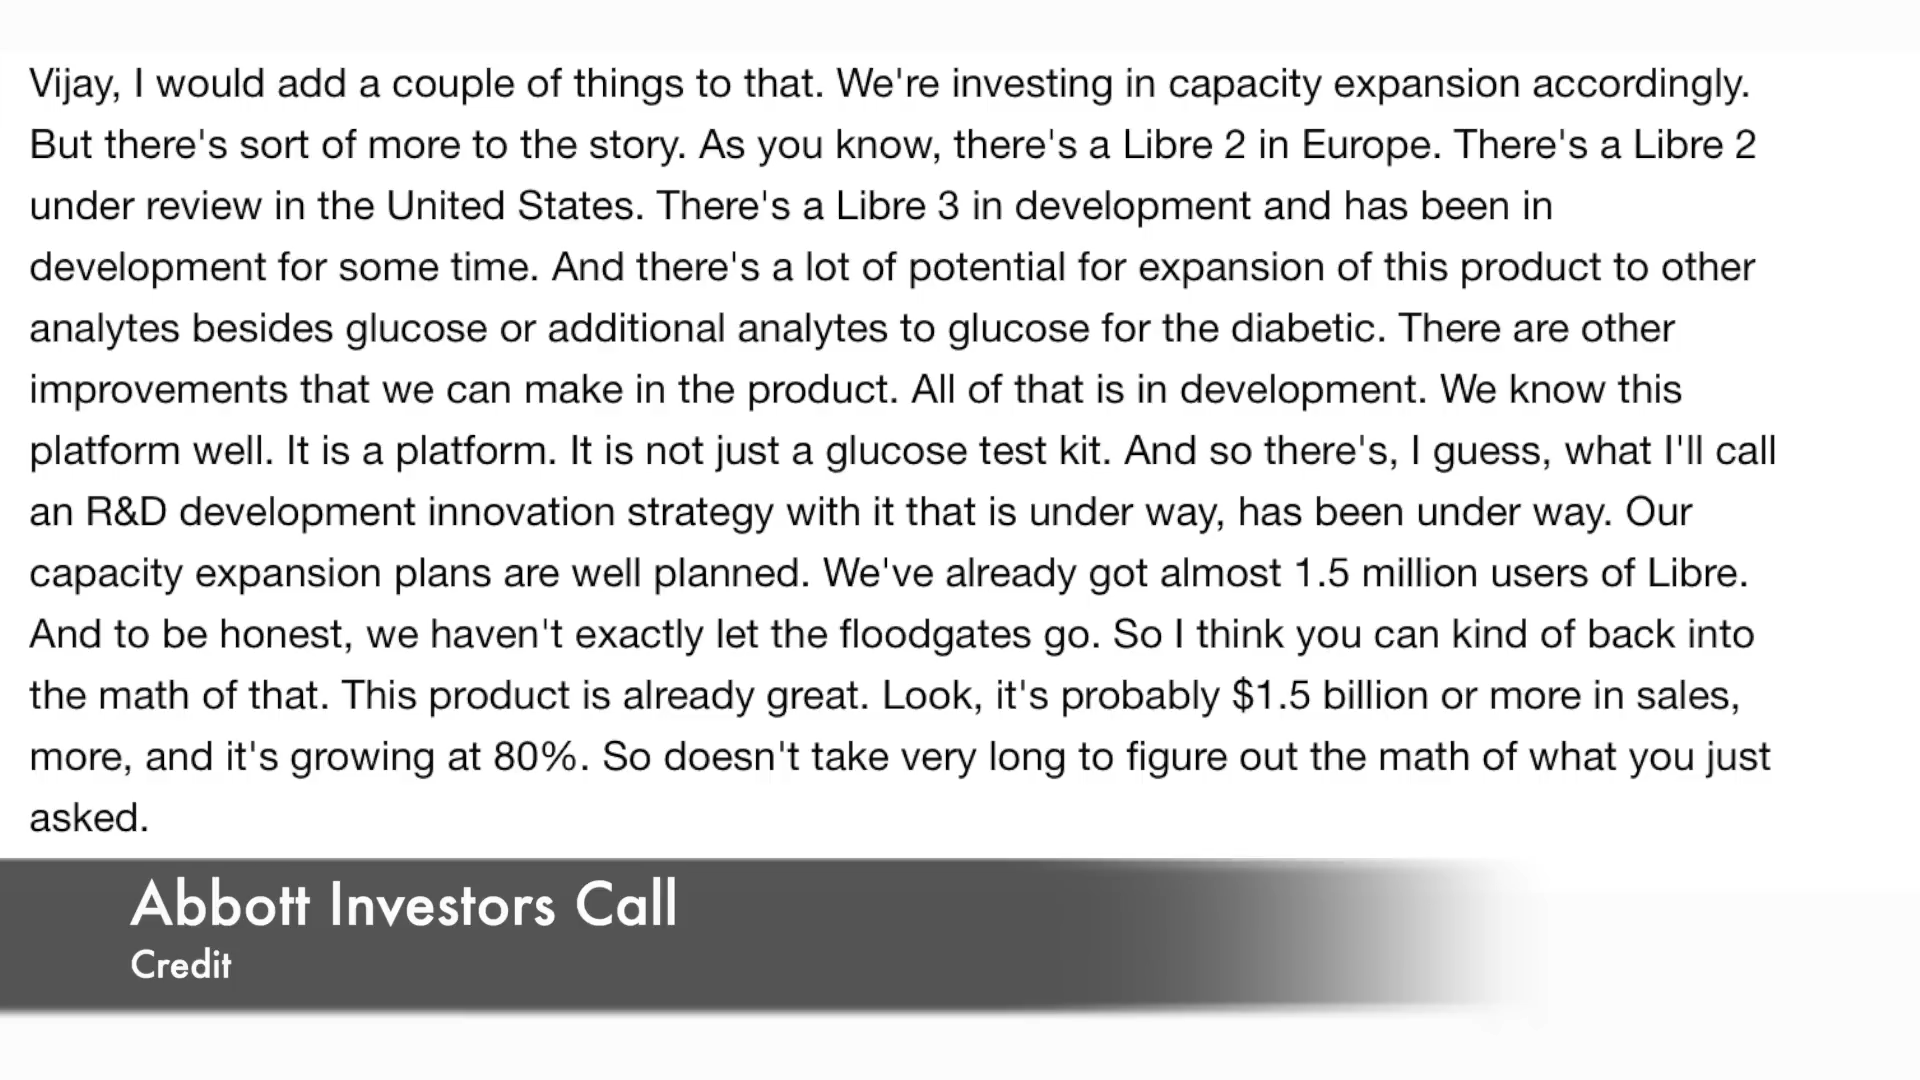 Vijay, I would add a couple of things to that. We're investing in capacity expansion accordingly.
But there's sort of more to the story. As you know, there's a Libre 2 in Europe. There's a Libre 2
under review in the United States. There's a Libre 3 in development and has been in
development for some time. And there's a lot of potential for expansion of this product to other
analytes besides glucose or additional analytes to glucose for the diabetic. There are other
improvements that we can make in the product. All of that is in development. We know this
platform well. It is a platform. It is not just a glucose test kit. And so there's, I guess, what I'll call
an R&D development innovation strategy with it that is under way, has been under way. Our
capacity expansion plans are well planned. We've already got almost 1.5 million users of Libre.
And to be honest, we haven't exactly let the floodgates go. So I think you can kind of back into
the math of that. This product is already great. Look, it's probably $1.5 billion or more in sales,
more, and it's growing at 80%. So doesn't take very long to figure out the math of what you just
asked.
Abbott Investors Call
Credit